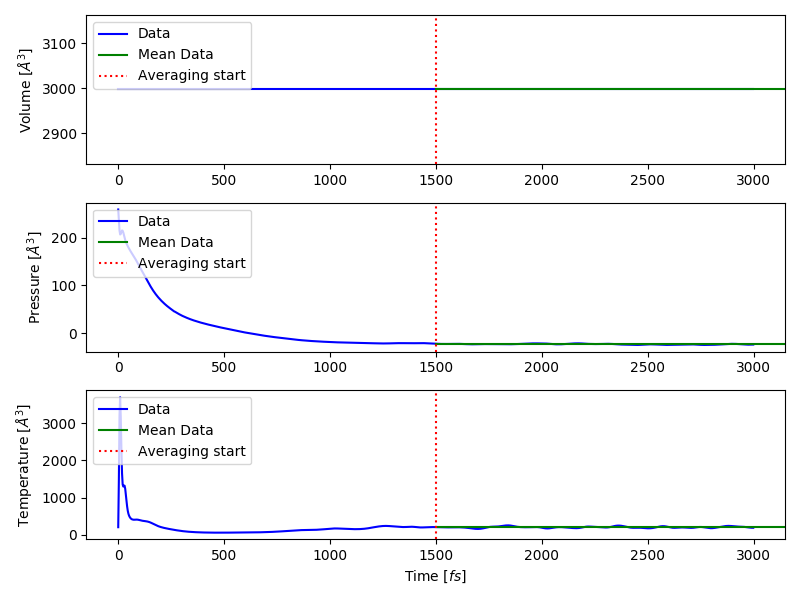 Volume [Å³]
3100
3000
2900
Data
Mean Data
Averaging start
0 500 1000 1500 2000 2500 3000
Pressure [Å³]
200
100
0
Data
Mean Data
Averaging start
0 500 1000 1500 2000 2500 3000
Temperature [Å³]
3000
2000
1000
0
Data
Mean Data
Averaging start
0 500 1000 1500 2000 2500 3000
Time [fs]